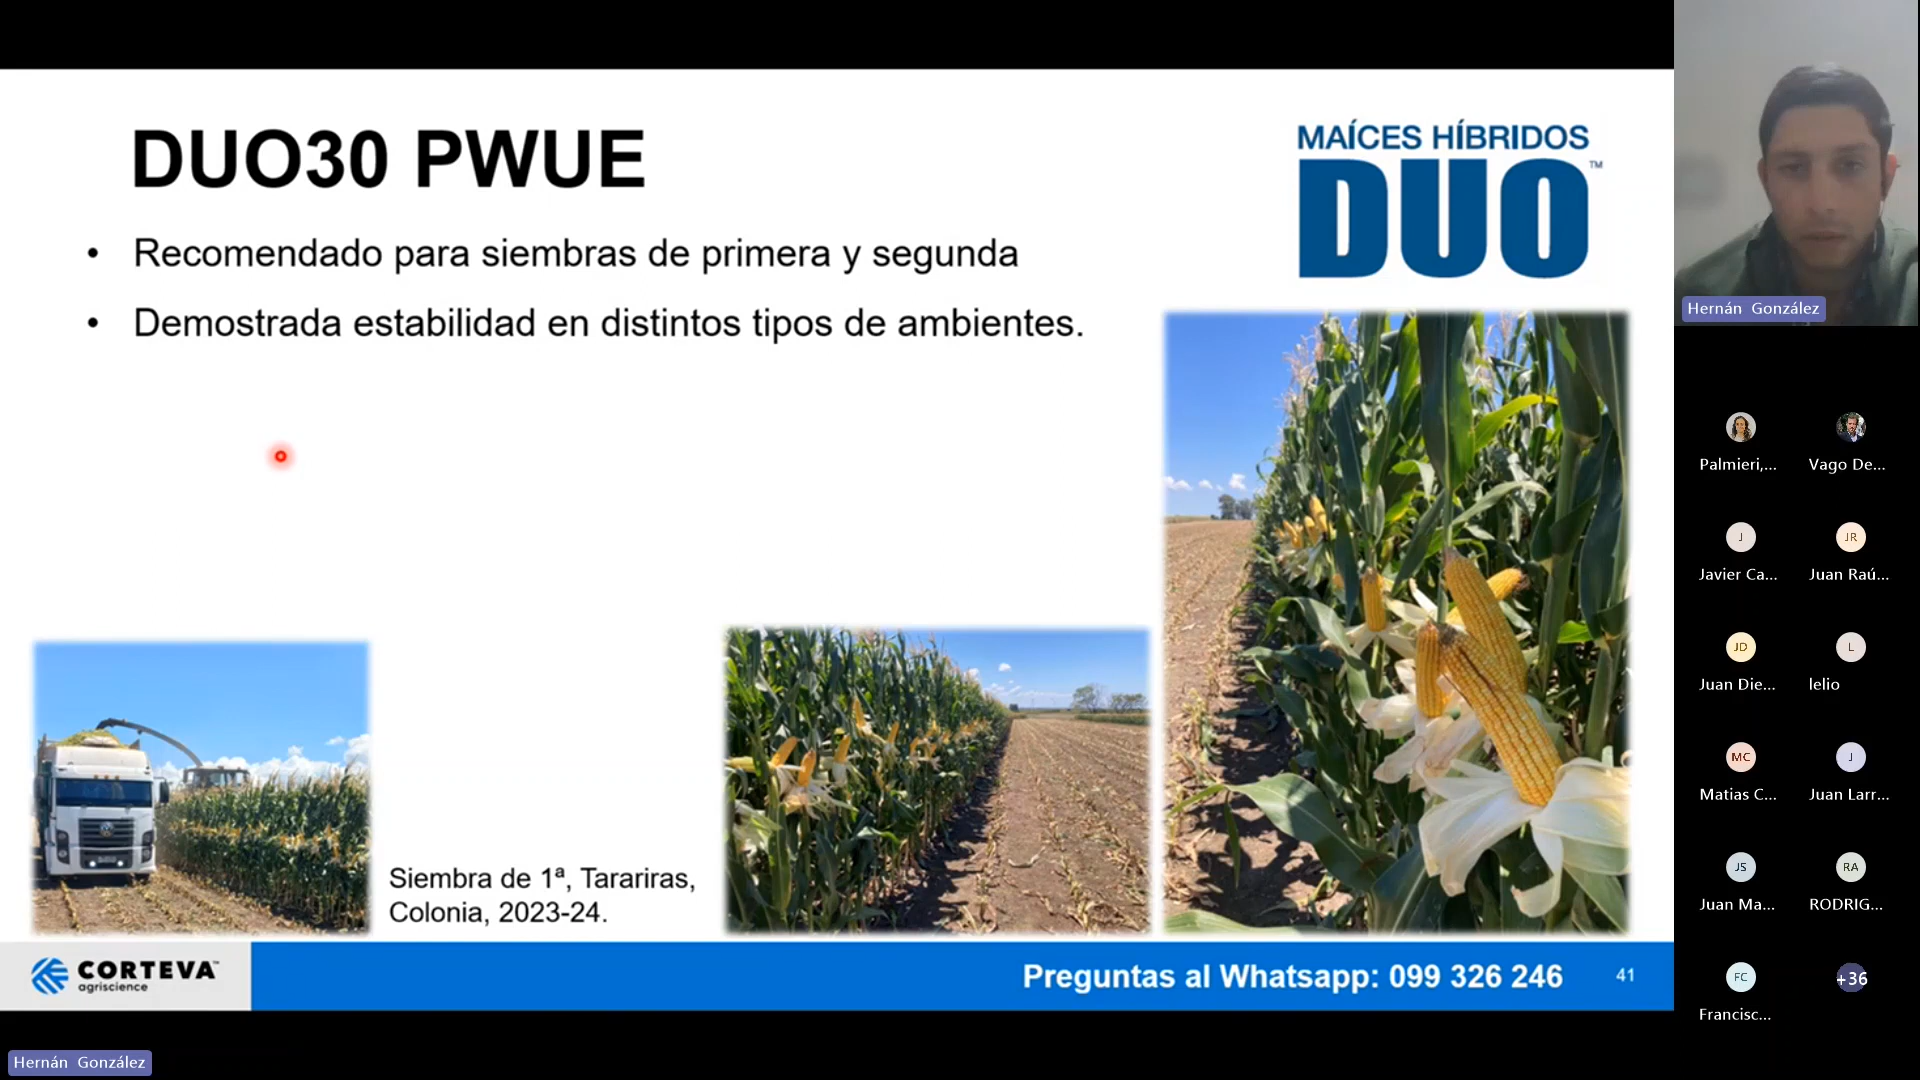 DUO30 PWUE
MAÍCES HÍBRIDOS
DUO™
• Recomendado para siembras de primera y segunda
• Demostrada estabilidad en distintos tipos de ambientes.
Siembra de 1ª, Tarariras,
Colonia, 2023-24.
CORTEVA™
agriscience
Preguntas al Whatsapp: 099 326 246
41
Hernán González
Palmieri,...
Vago De...
J
JR
Javier Ca...
Juan Raú...
JD
L
Juan Die...
lelio
MC
J
Matias C...
Juan Larr...
JS
RA
Juan Ma...
RODRIG...
FC
+36
Francisc...
Hernán González